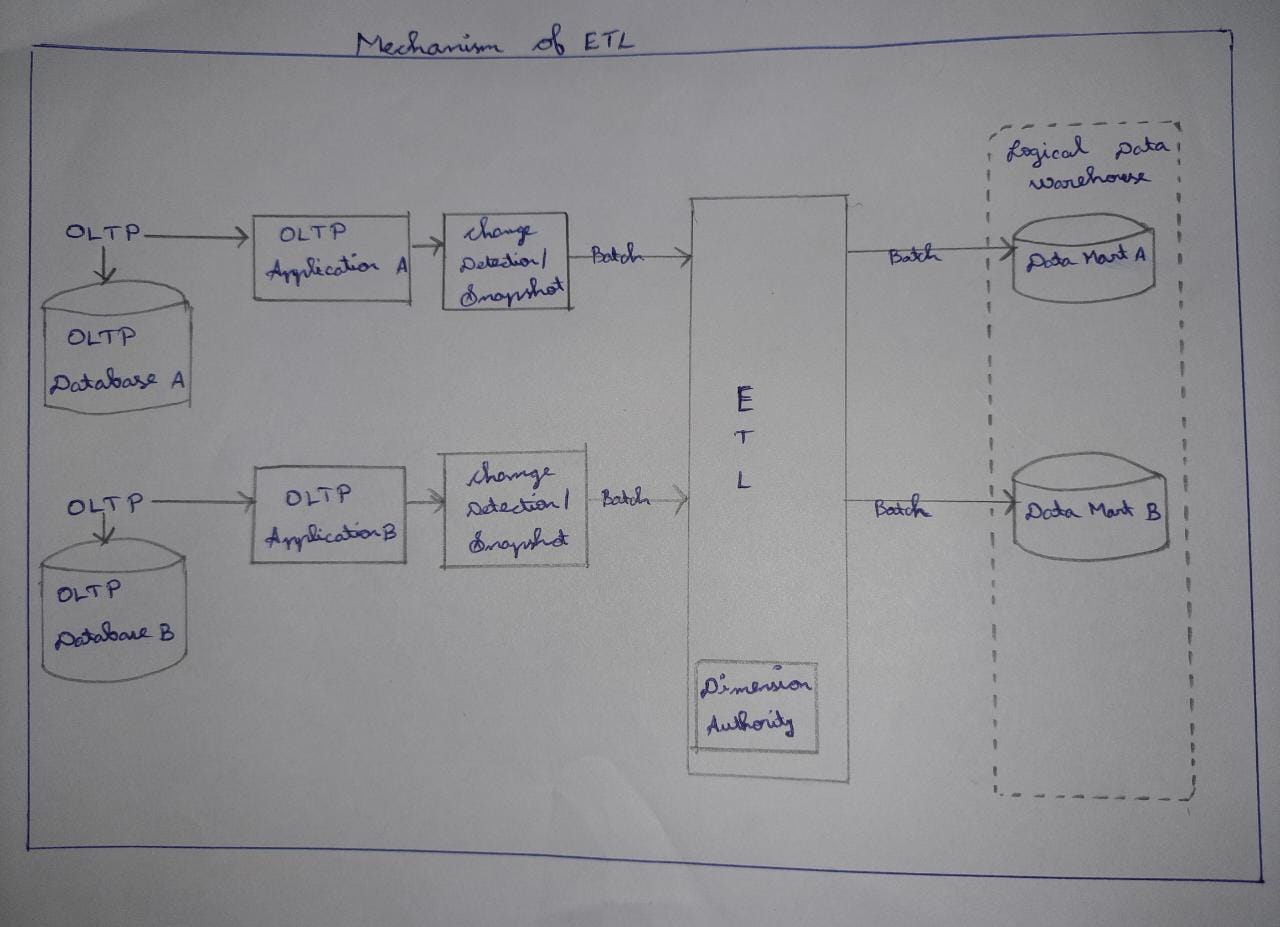 Mechanism of ETL
Logical Data
Warehouse
OLTP
OLTP
Application A
Change
Detection/
Snapshot
Batch
Batch
Data Mart A
OLTP
Database A
E
T
L
OLTP
OLTP
Application B
Change
Detection/
Snapshot
Batch
Batch
Data Mart B
OLTP
Database B
Dimension
Authority